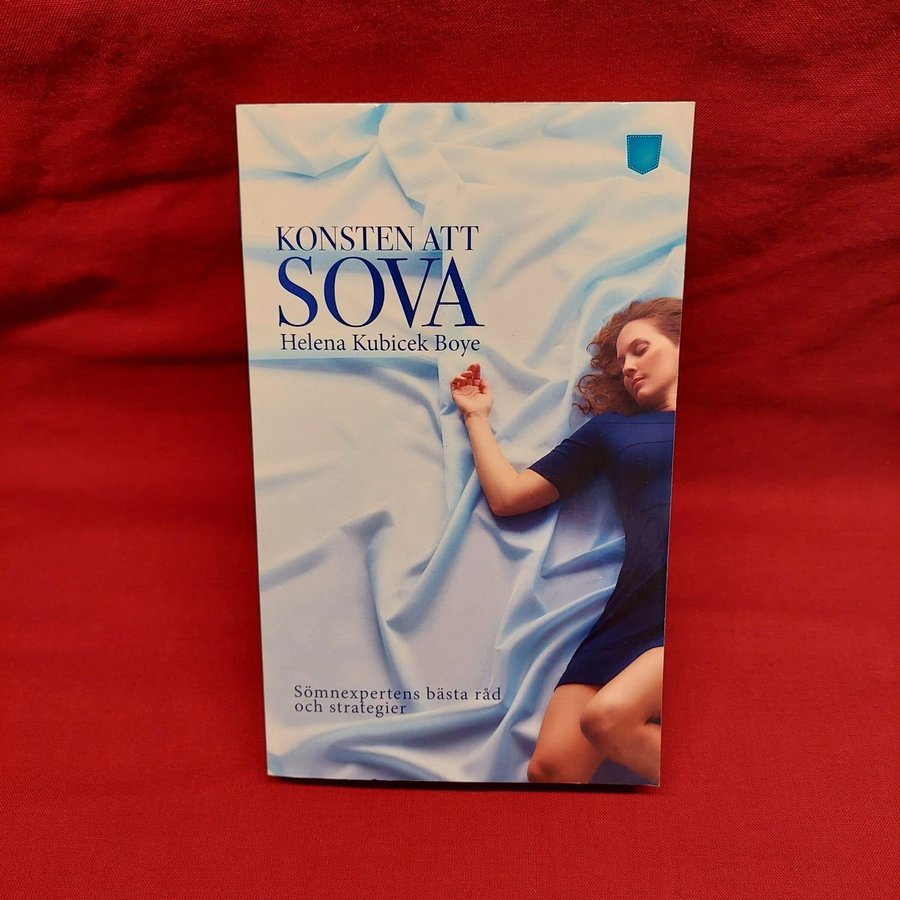 KONSTEN ATT
SOVA
Helena Kubicek Boye
Sömnexpertens bästa råd
och strategier